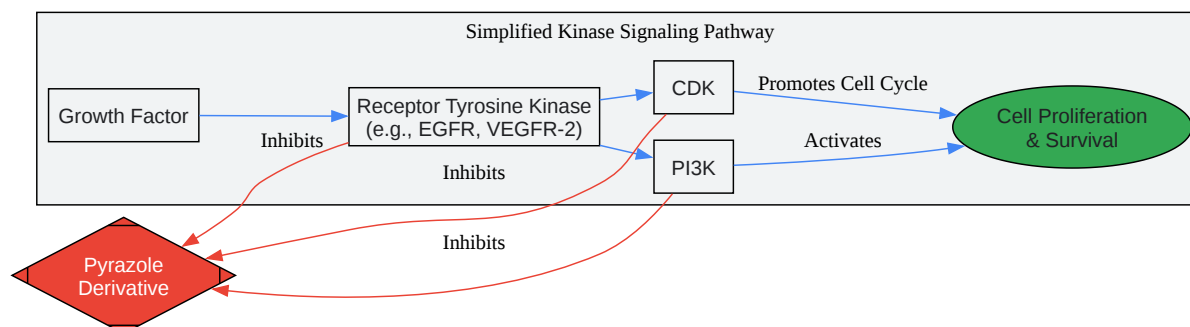 Simplified Kinase Signaling Pathway
Growth Factor
Receptor Tyrosine Kinase
(e.g., EGFR, VEGFR-2)
CDK
PI3K
Promotes Cell Cycle
Activates
Cell Proliferation
& Survival
Inhibits
Inhibits
Inhibits
Pyrazole
Derivative